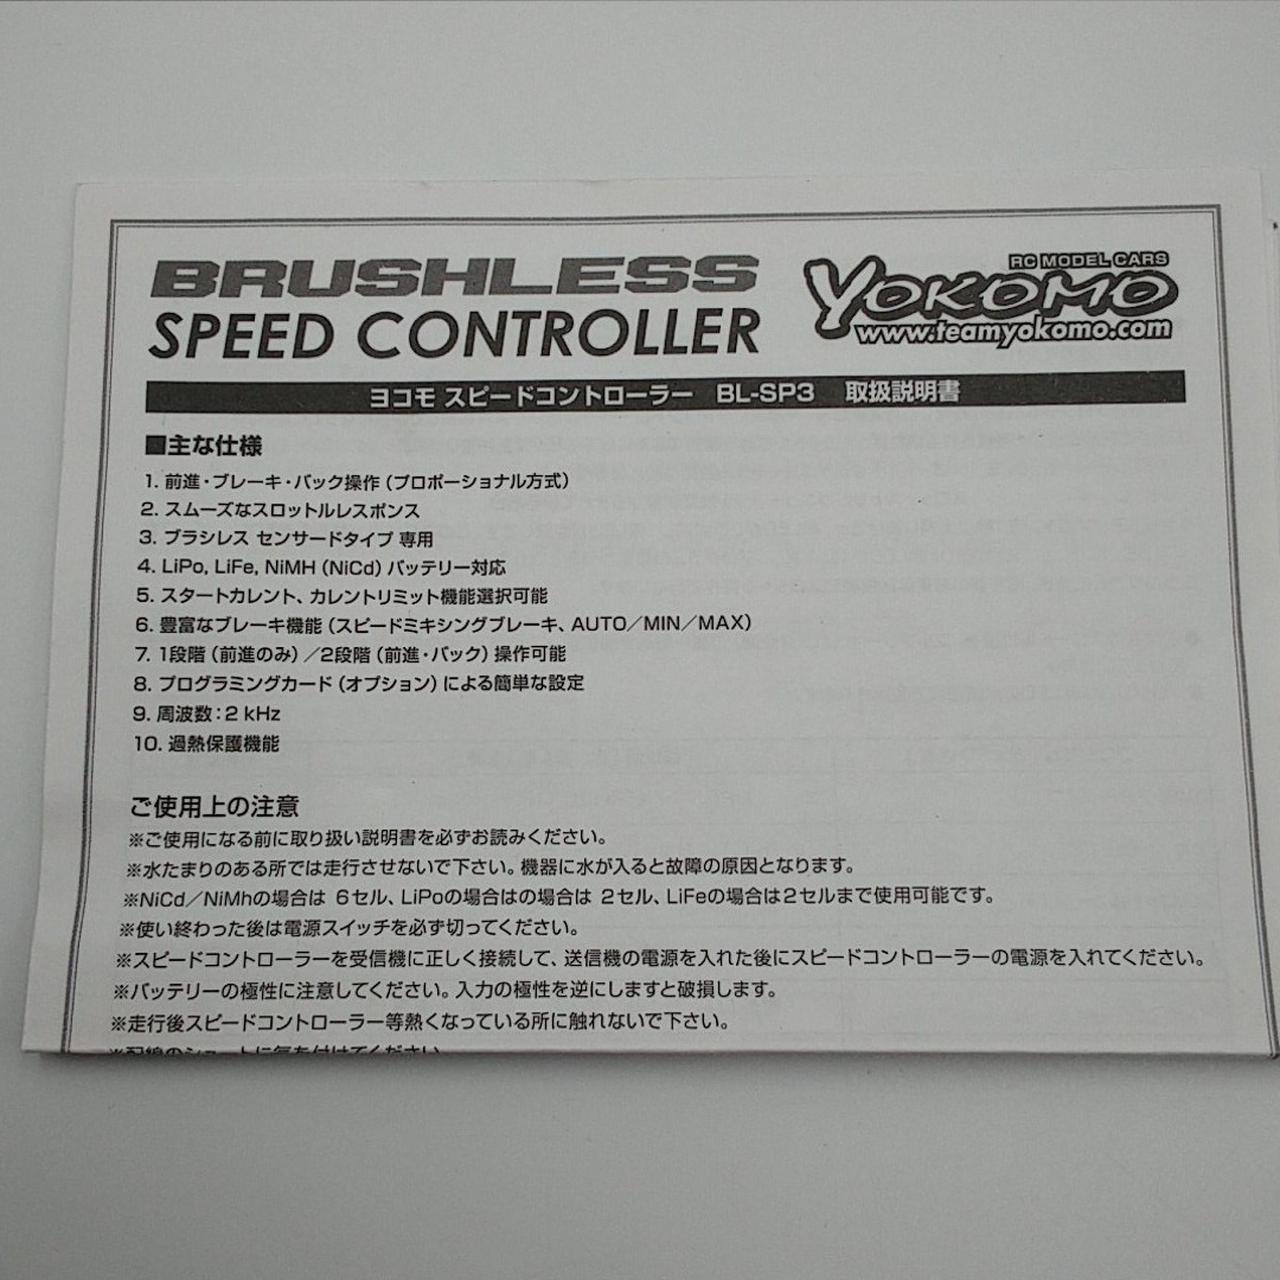 BRUSHLESS
SPEED CONTROLLER
RC MODEL CARS
YOKOMO
www.teamyokomo.com
ヨコモ スピードコントローラー BL-SP3 取扱説明書
■主な仕様
1. 前進・ブレーキ・バック操作（プロポーショナル方式）
2. スムーズなスロットルレスポンス
3. ブラシレス センサードタイプ 専用
4. LiPo, LiFe, NiMH (NiCd) バッテリー対応
5. スタートカレント、カレントリミット機能選択可能
6. 豊富なブレーキ機能（スピードミキシングブレーキ、AUTO／MIN／MAX）
7. 1段階（前進のみ）／2段階（前進・バック）操作可能
8. プログラミングカード（オプション）による簡単な設定
9. 周波数：2 kHz
10. 過熱保護機能
ご使用上の注意
※ご使用になる前に取り扱い説明書を必ずお読みください。
※水たまりのある所では走行させないで下さい。機器に水が入ると故障の原因となります。
※NiCd／NiMhの場合は 6セル、LiPoの場合はの場合は 2セル、LiFeの場合は2セルまで使用可能です。
※使い終わった後は電源スイッチを必ず切ってください。
※スピードコントローラーを受信機に正しく接続して、送信機の電源を入れた後にスピードコントローラーの電源を入れてください。
※バッテリーの極性に注意してください。入力の極性を逆にしますと破損します。
※走行後スピードコントローラー等熱くなっている所に触れないで下さい。
※配線のショートに気を付けてください